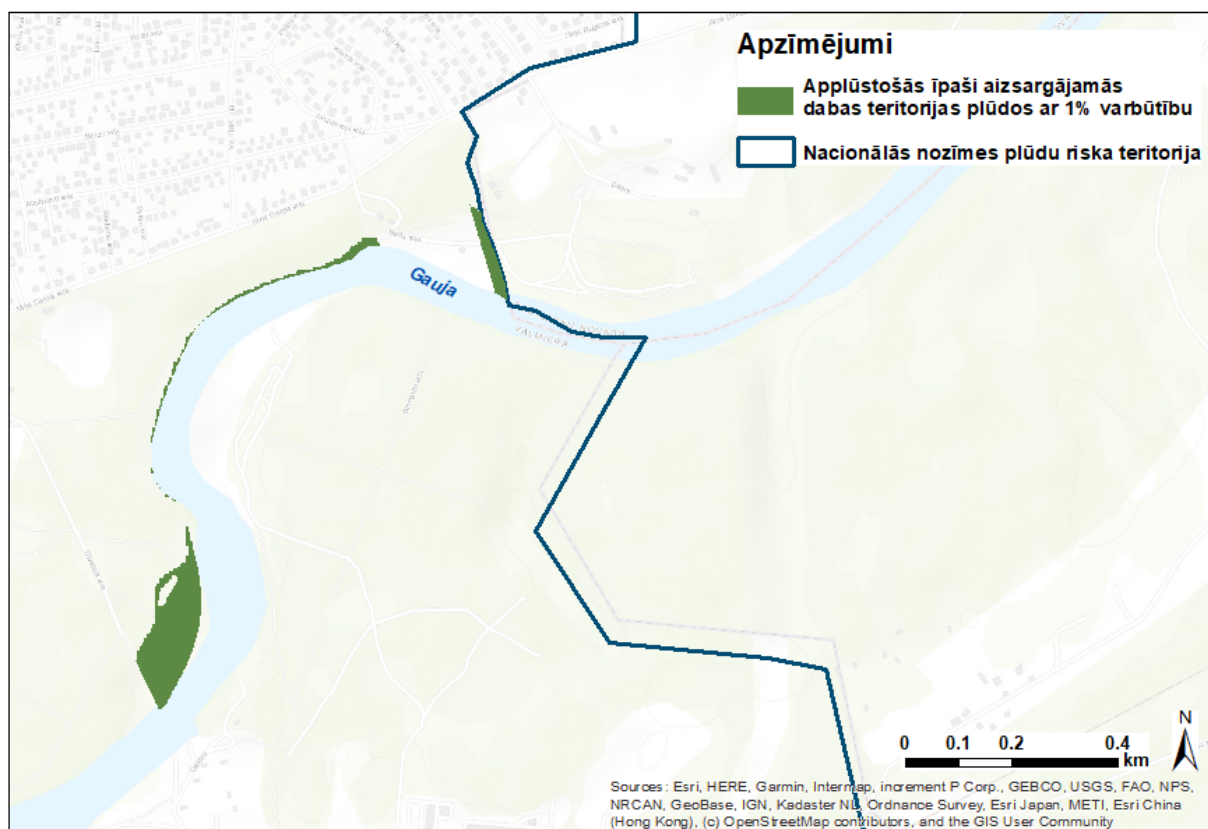 Apzīmējumi
Applūstošās īpaši aizsargājamās
dabas teritorijas plūdos ar 1% varbūtību
Nacionālās nozīmes plūdu riska teritorija
Gauja
VALMIERA
N
0 0.1 0.2 0.4
km
Sources: Esri, HERE, Garmin, Intermap, increment P Corp., GEBCO, USGS, FAO, NPS,
NRCAN, GeoBase, IGN, Kadaster NL, Ordnance Survey, Esri Japan, METI, Esri China
(Hong Kong), (c) OpenStreetMap contributors, and the GIS User Community